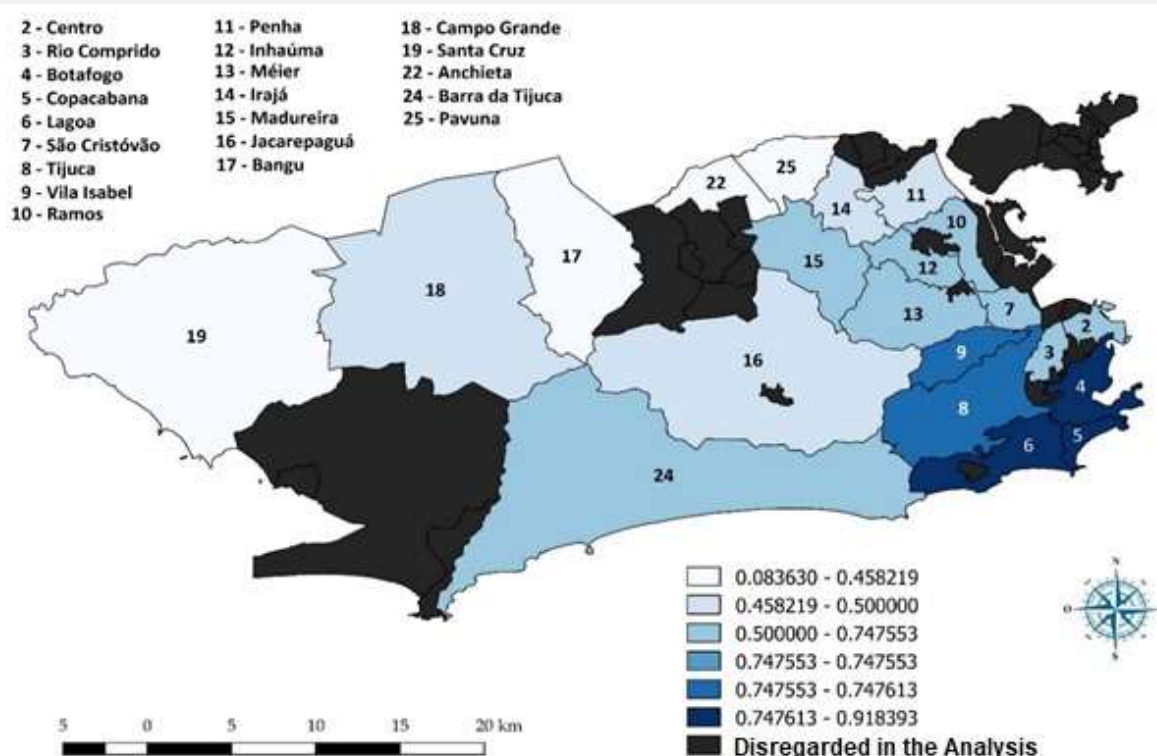 2 - Centro
3 - Rio Comprido
4 - Botafogo
5 - Copacabana
6 - Lagoa
7 - São Cristóvão
8 - Tijuca
9 - Vila Isabel
10 - Ramos
11 - Penha
12 - Inhaúma
13 - Méier
14 - Irajá
15 - Madureira
16 - Jacarepaguá
17 - Bangu
18 - Campo Grande
19 - Santa Cruz
22 - Anchieta
24 - Barra da Tijuca
25 - Pavuna
25
22
11
14
10
17
15
12
18
13
7
2
19
9
3
16
4
8
5
6
24
0.083630 - 0.458219
0.458219 - 0.500000
0.500000 - 0.747553
0.747553 - 0.747553
0.747553 - 0.747613
0.747613 - 0.918393
Disregarded in the Analysis
N
O
E
S
5 0 5 10 15 20 km